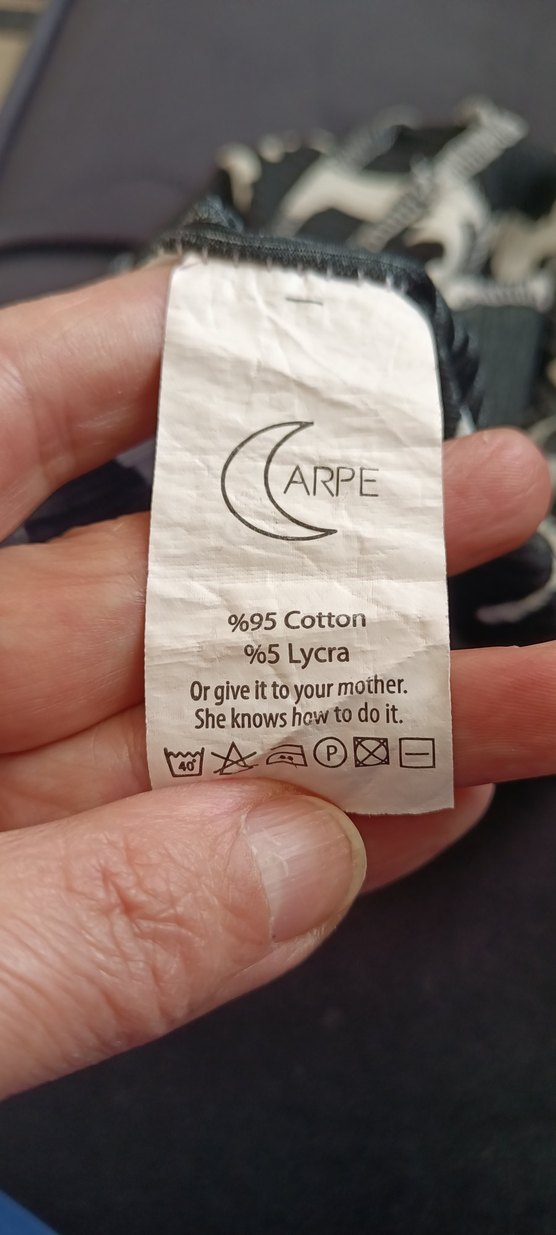 CARPE
%95 Cotton
%5 Lycra
Or give it to your mother.
She knows how to do it.
40° P